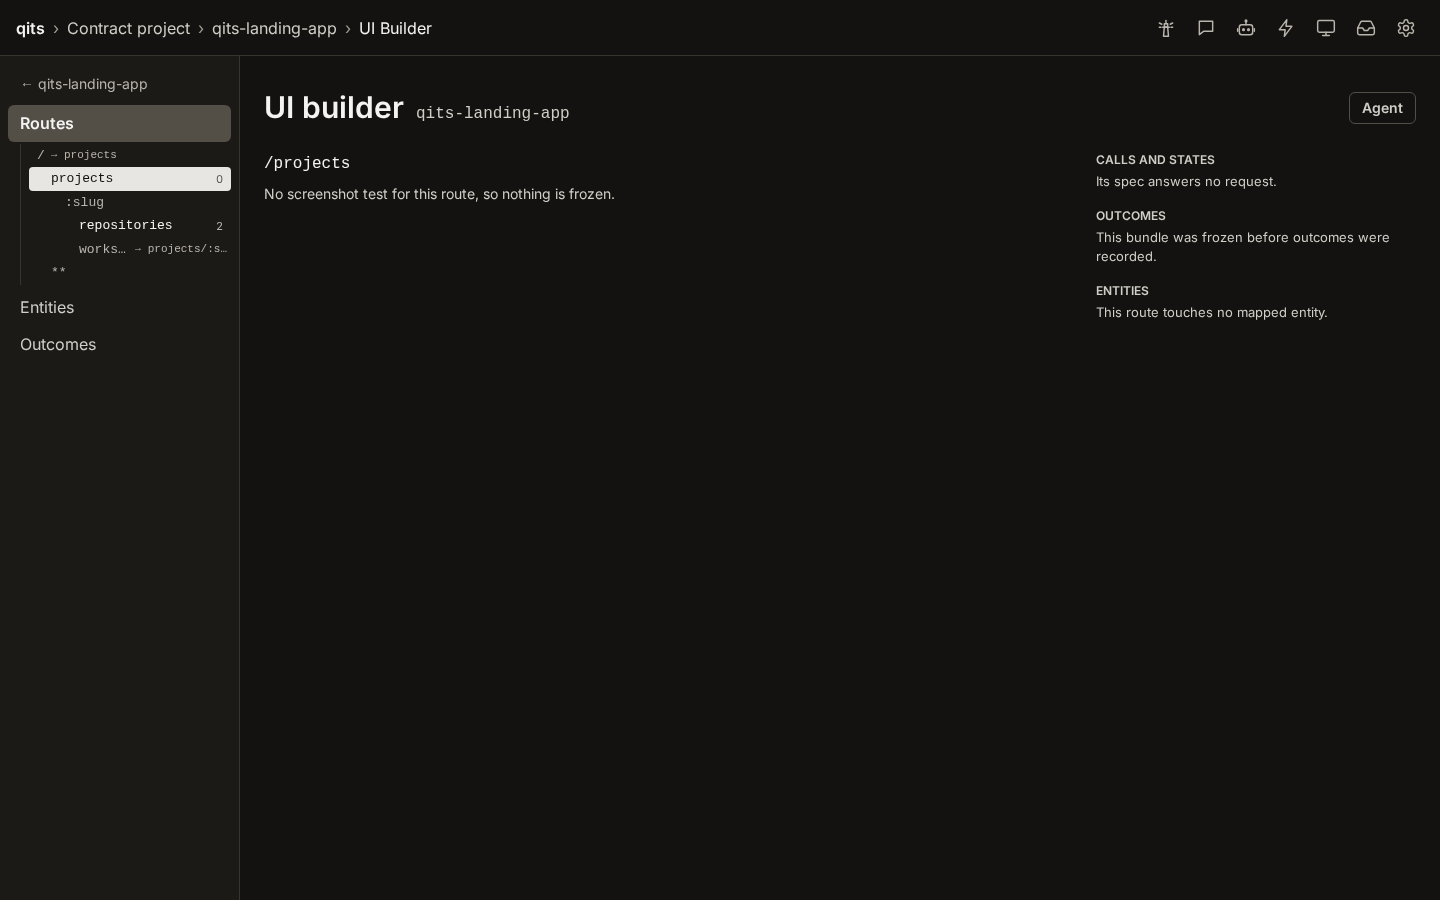 qits › Contract project › qits-landing-app › UI Builder
← qits-landing-app
Routes
/ → projects
projects 0
:slug
repositories 2
works… → projects/:s…
**
Entities
Outcomes
UI builder qits-landing-app
Agent
/projects
No screenshot test for this route, so nothing is frozen.
CALLS AND STATES
Its spec answers no request.
OUTCOMES
This bundle was frozen before outcomes were
recorded.
ENTITIES
This route touches no mapped entity.